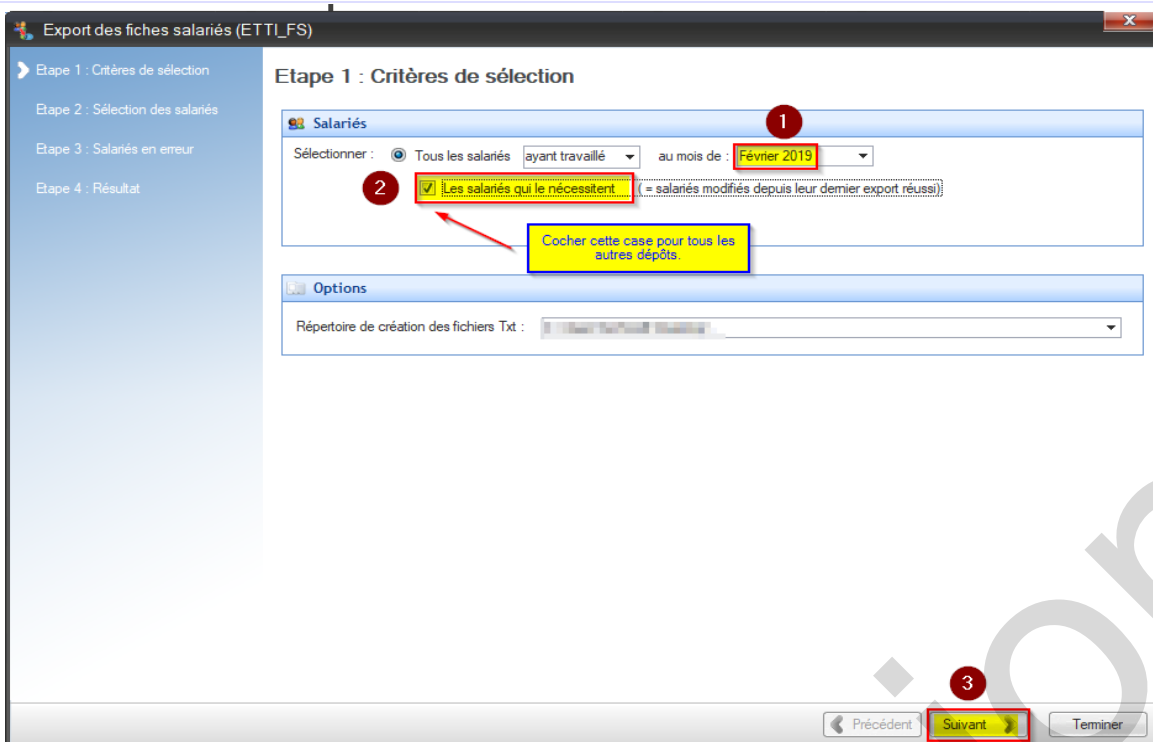 Export des fiches salariés (ETTI_FS)
x
Etape 1 : Critères de sélection
Etape 2 : Sélection des salariés
Etape 3 : Salariés en erreur
Etape 4 : Résultat
Etape 1 : Critères de sélection
Salariés
1
Sélectionner : Tous les salariés ayant travaillé au mois de : Février 2019
2
Les salariés qui le nécessitent ( = salariés modifiés depuis leur dernier export réussi)
Cocher cette case pour tous les
autres dépôts.
Options
Répertoire de création des fichiers Txt :
3
Précédent Suivant Terminer